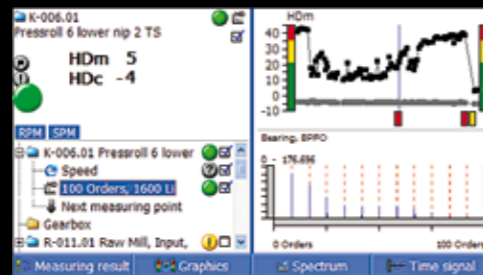 K-006.01
Pressroll 6 lower nip 2 TS
HDm 5
HDc -4
RPM SPM
K-006.01 Pressroll 6 lower
Speed
100 Orders, 1600 Li
Next measuring point
Gearbox
R-011.01 Raw Mill, Input,
HDm
40
30
20
10
0
-10
Bearing, BPFO
0 - 176.696
0 Orders
100 Orders
Measuring result
Graphics
Spectrum
Time signal